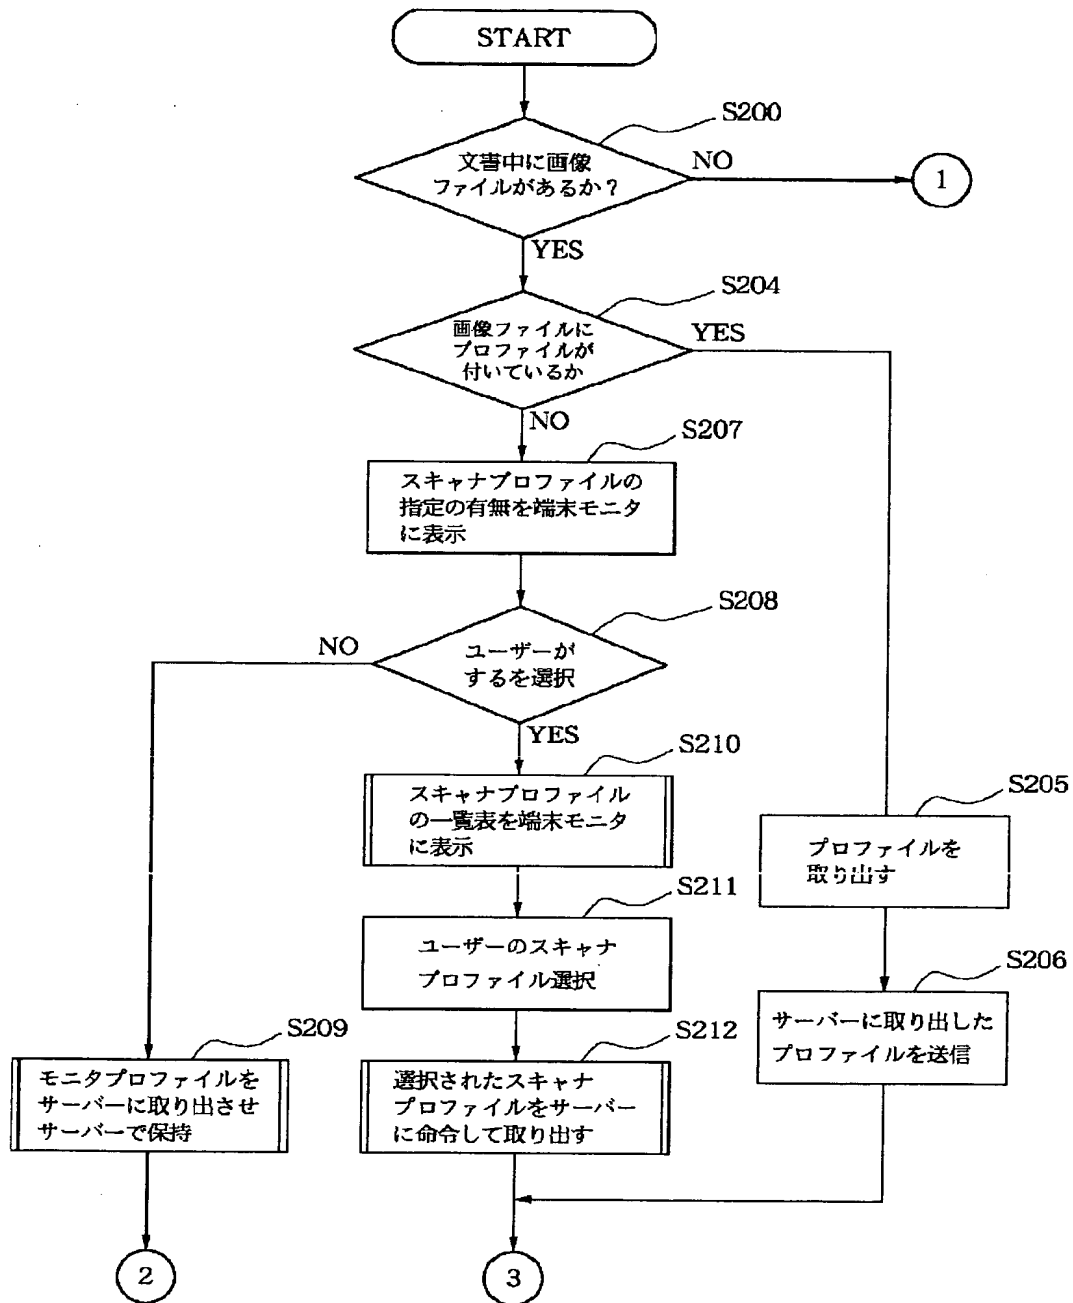 START
S200
文書中に画像
ファイルがあるか？
NO
1
YES
S204
画像ファイルに
プロファイルが
付いているか
YES
NO
S207
スキャナプロファイルの
指定の有無を端末モニタ
に表示
S208
NO
ユーザーが
するを選択
YES
S210
スキャナプロファイル
の一覧表を端末モニタ
に表示
S205
プロファイルを
取り出す
S211
ユーザーのスキャナ
プロファイル選択
S206
サーバーに取り出した
プロファイルを送信
S209
モニタプロファイルを
サーバーに取り出させ
サーバーで保持
S212
選択されたスキャナ
プロファイルをサーバー
に命令して取り出す
2
3